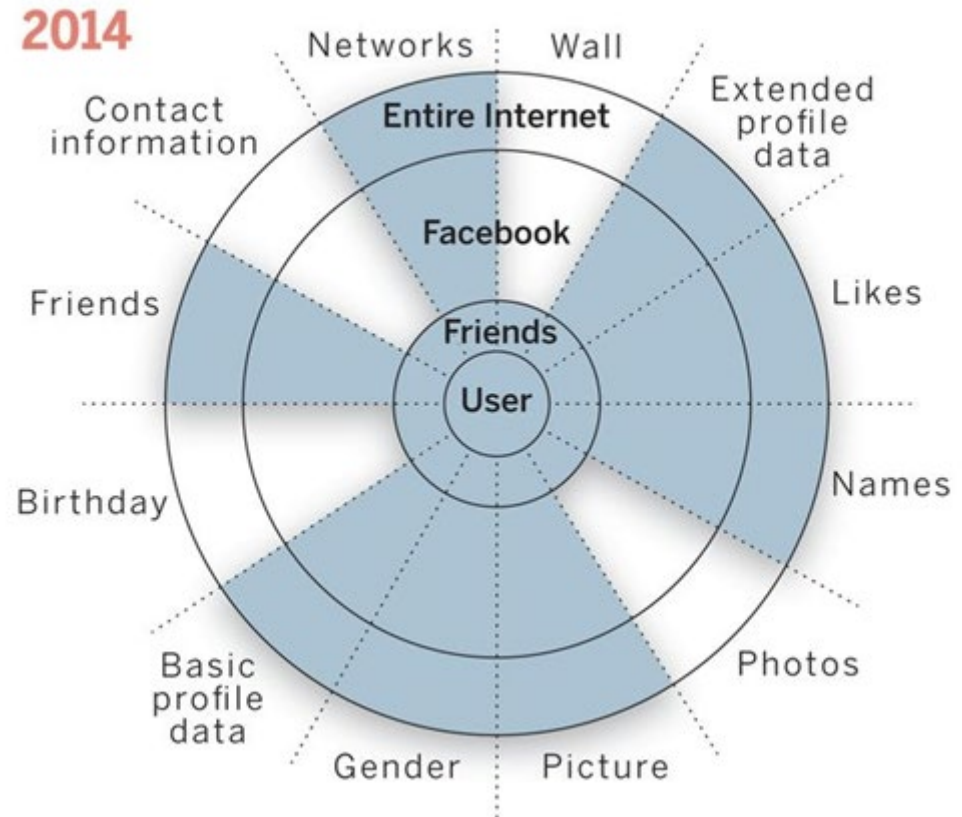 2014
Networks
Wall
Contact
information
Extended
profile
data
Entire Internet
Facebook
Friends
Likes
Friends
User
Birthday
Names
Basic
profile
data
Photos
Gender
Picture